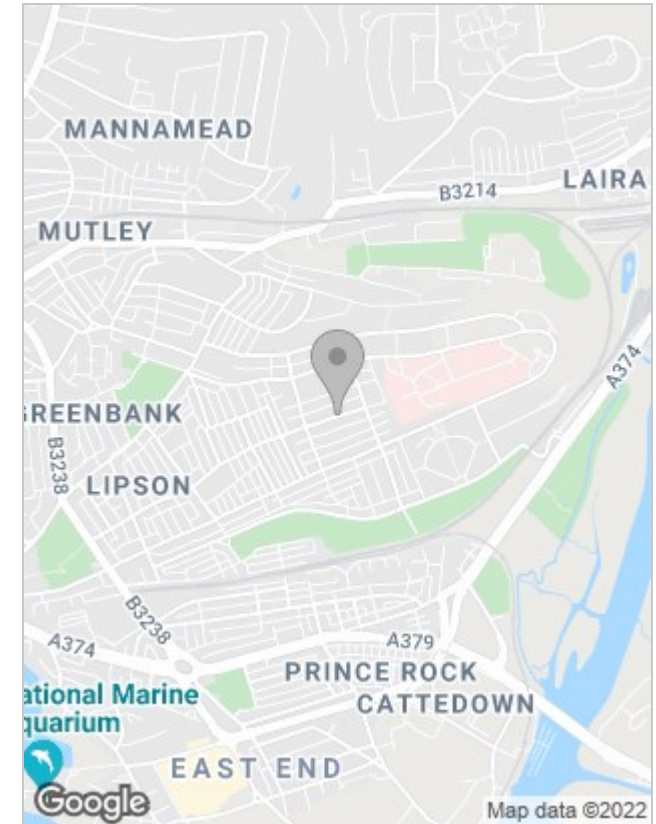 MANNAMEAD
B3214
LAIRA
MUTLEY
A374
GREENBANK
B3238
LIPSON
B3238
A374
A379
PRINCE ROCK
CATTEDOWN
ational Marine
quarium
EAST END
Google
Map data ©2022